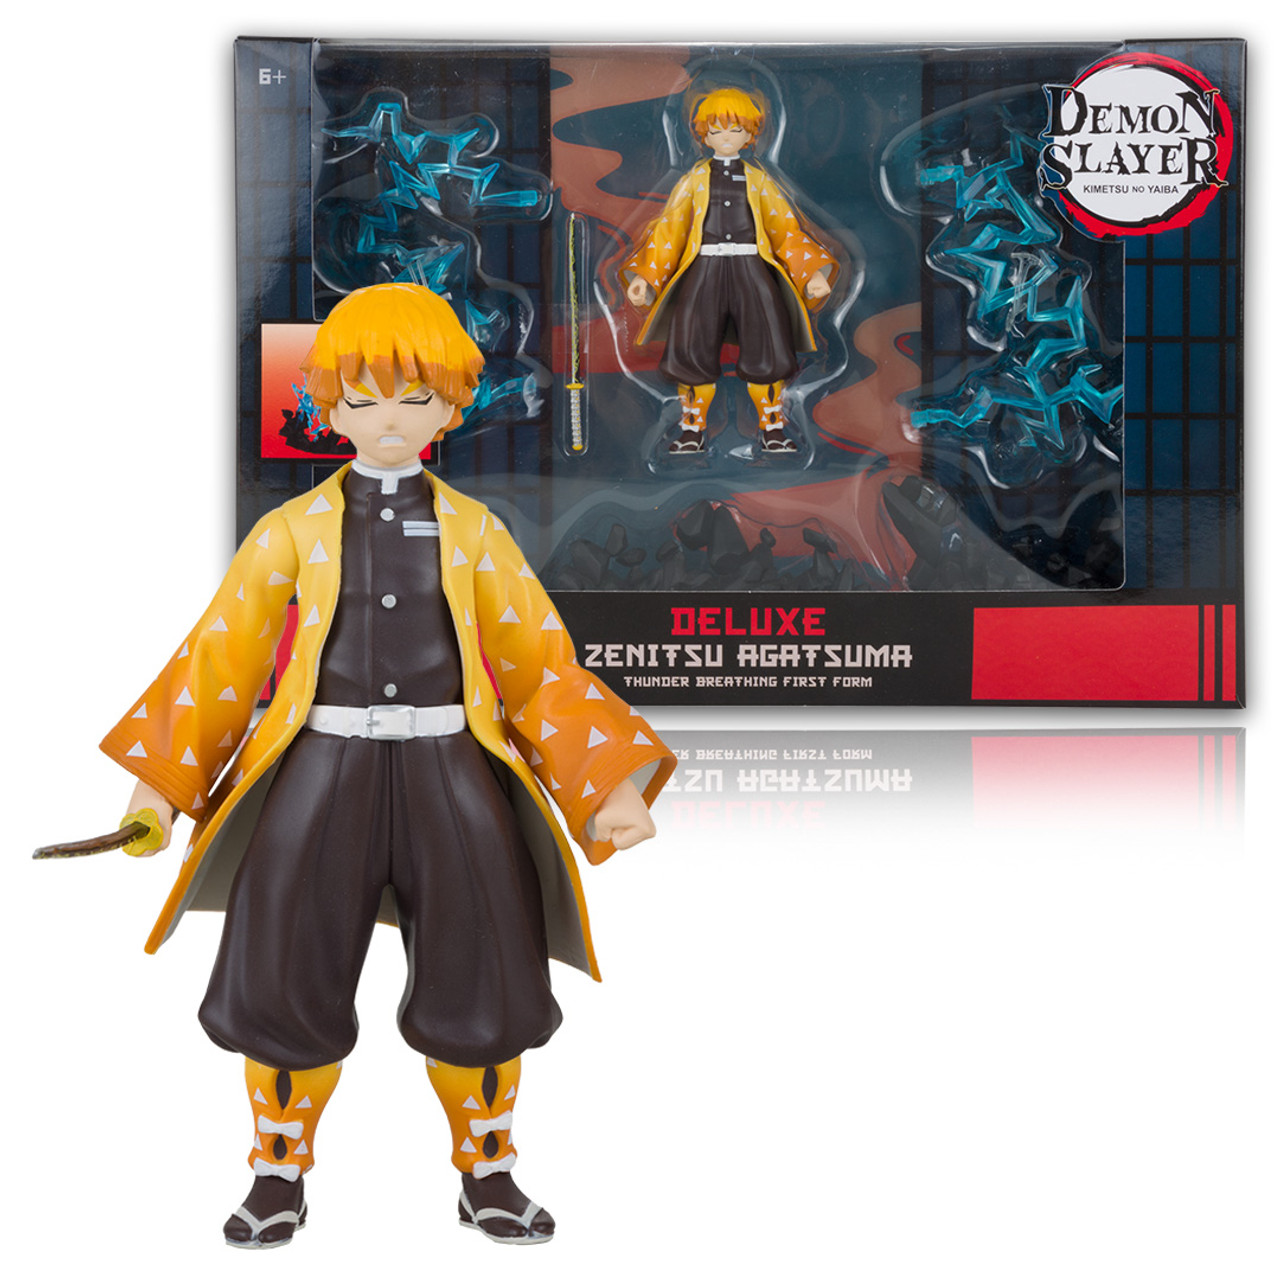 6+
DEMON
SLAYER
KIMETSU NO YAIBA
DELUXE
ZENITSU AGATSUMA
THUNDER BREATHING FIRST FORM